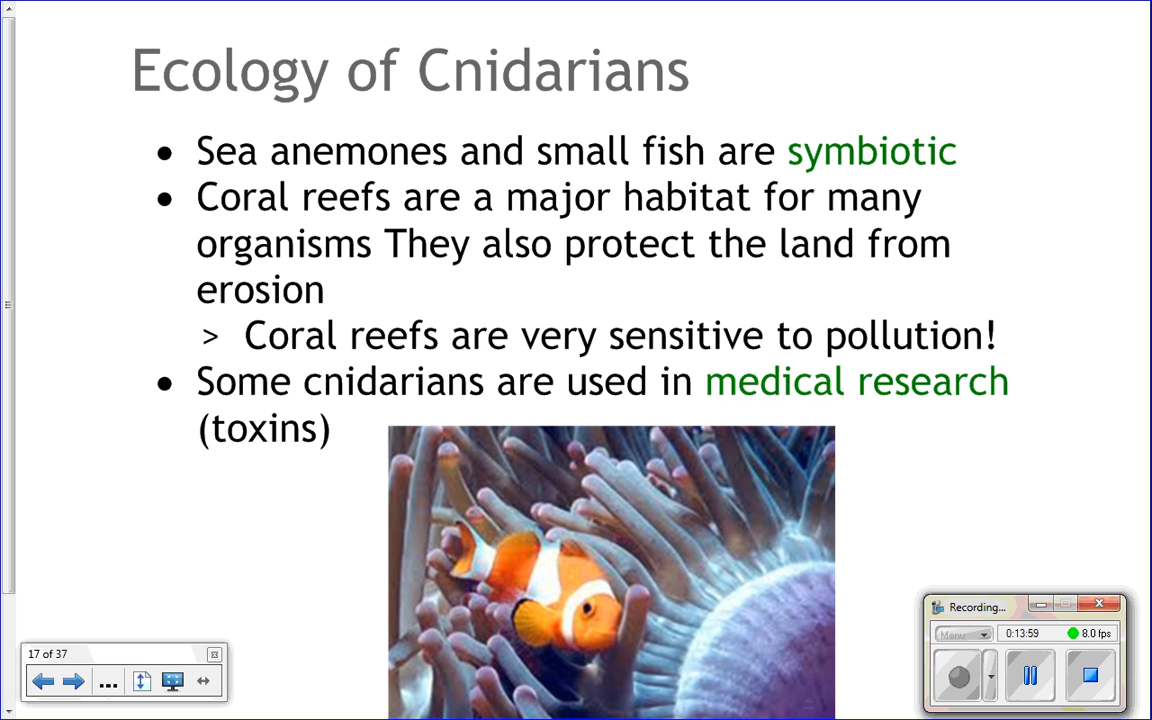 Ecology of Cnidarians
● Sea anemones and small fish are symbiotic
● Coral reefs are a major habitat for many
organisms They also protect the land from
erosion
> Coral reefs are very sensitive to pollution!
● Some cnidarians are used in medical research
(toxins)
Recording...
Menu
0:13:59
8.0 fps
17 of 37
...